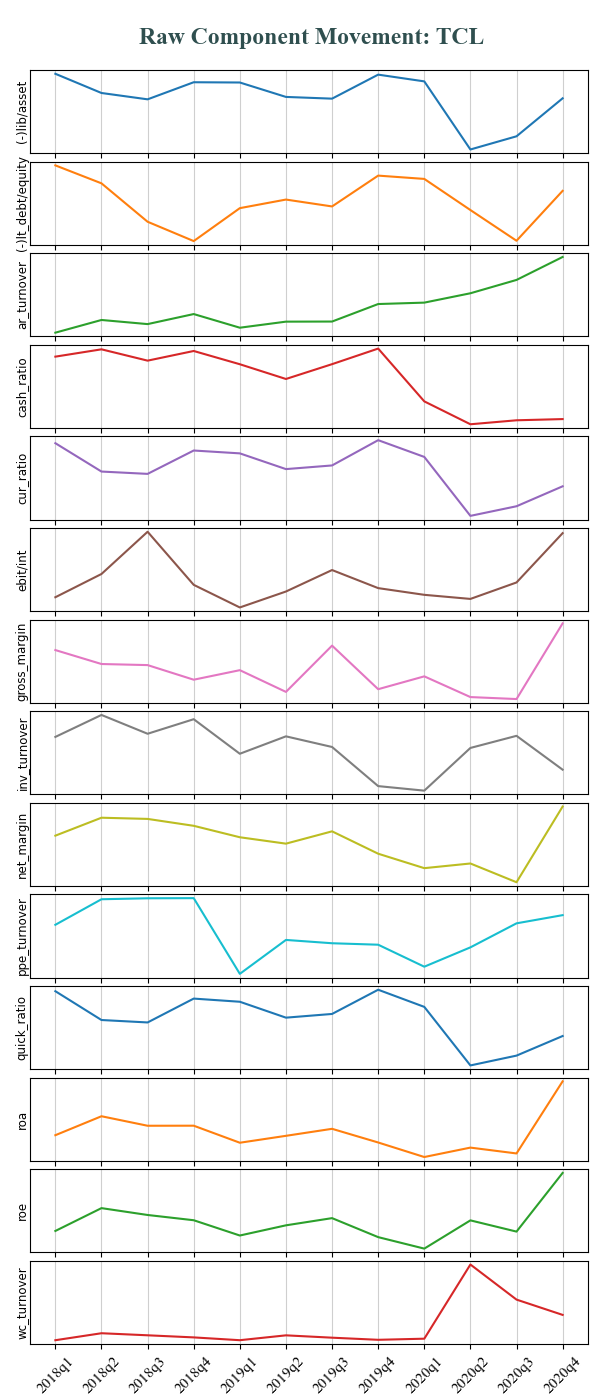 Raw Component Movement: TCL
(-)lib/asset
(-)lt_debt/equity
ar_turnover
cash_ratio
cur_ratio
ebit/int
gross_margin
inv_turnover
net_margin
ppe_turnover
quick_ratio
roa
roe
wc_turnover
2018q1 2018q2 2018q3 2018q4 2019q1 2019q2 2019q3 2019q4 2020q1 2020q2 2020q3 2020q4